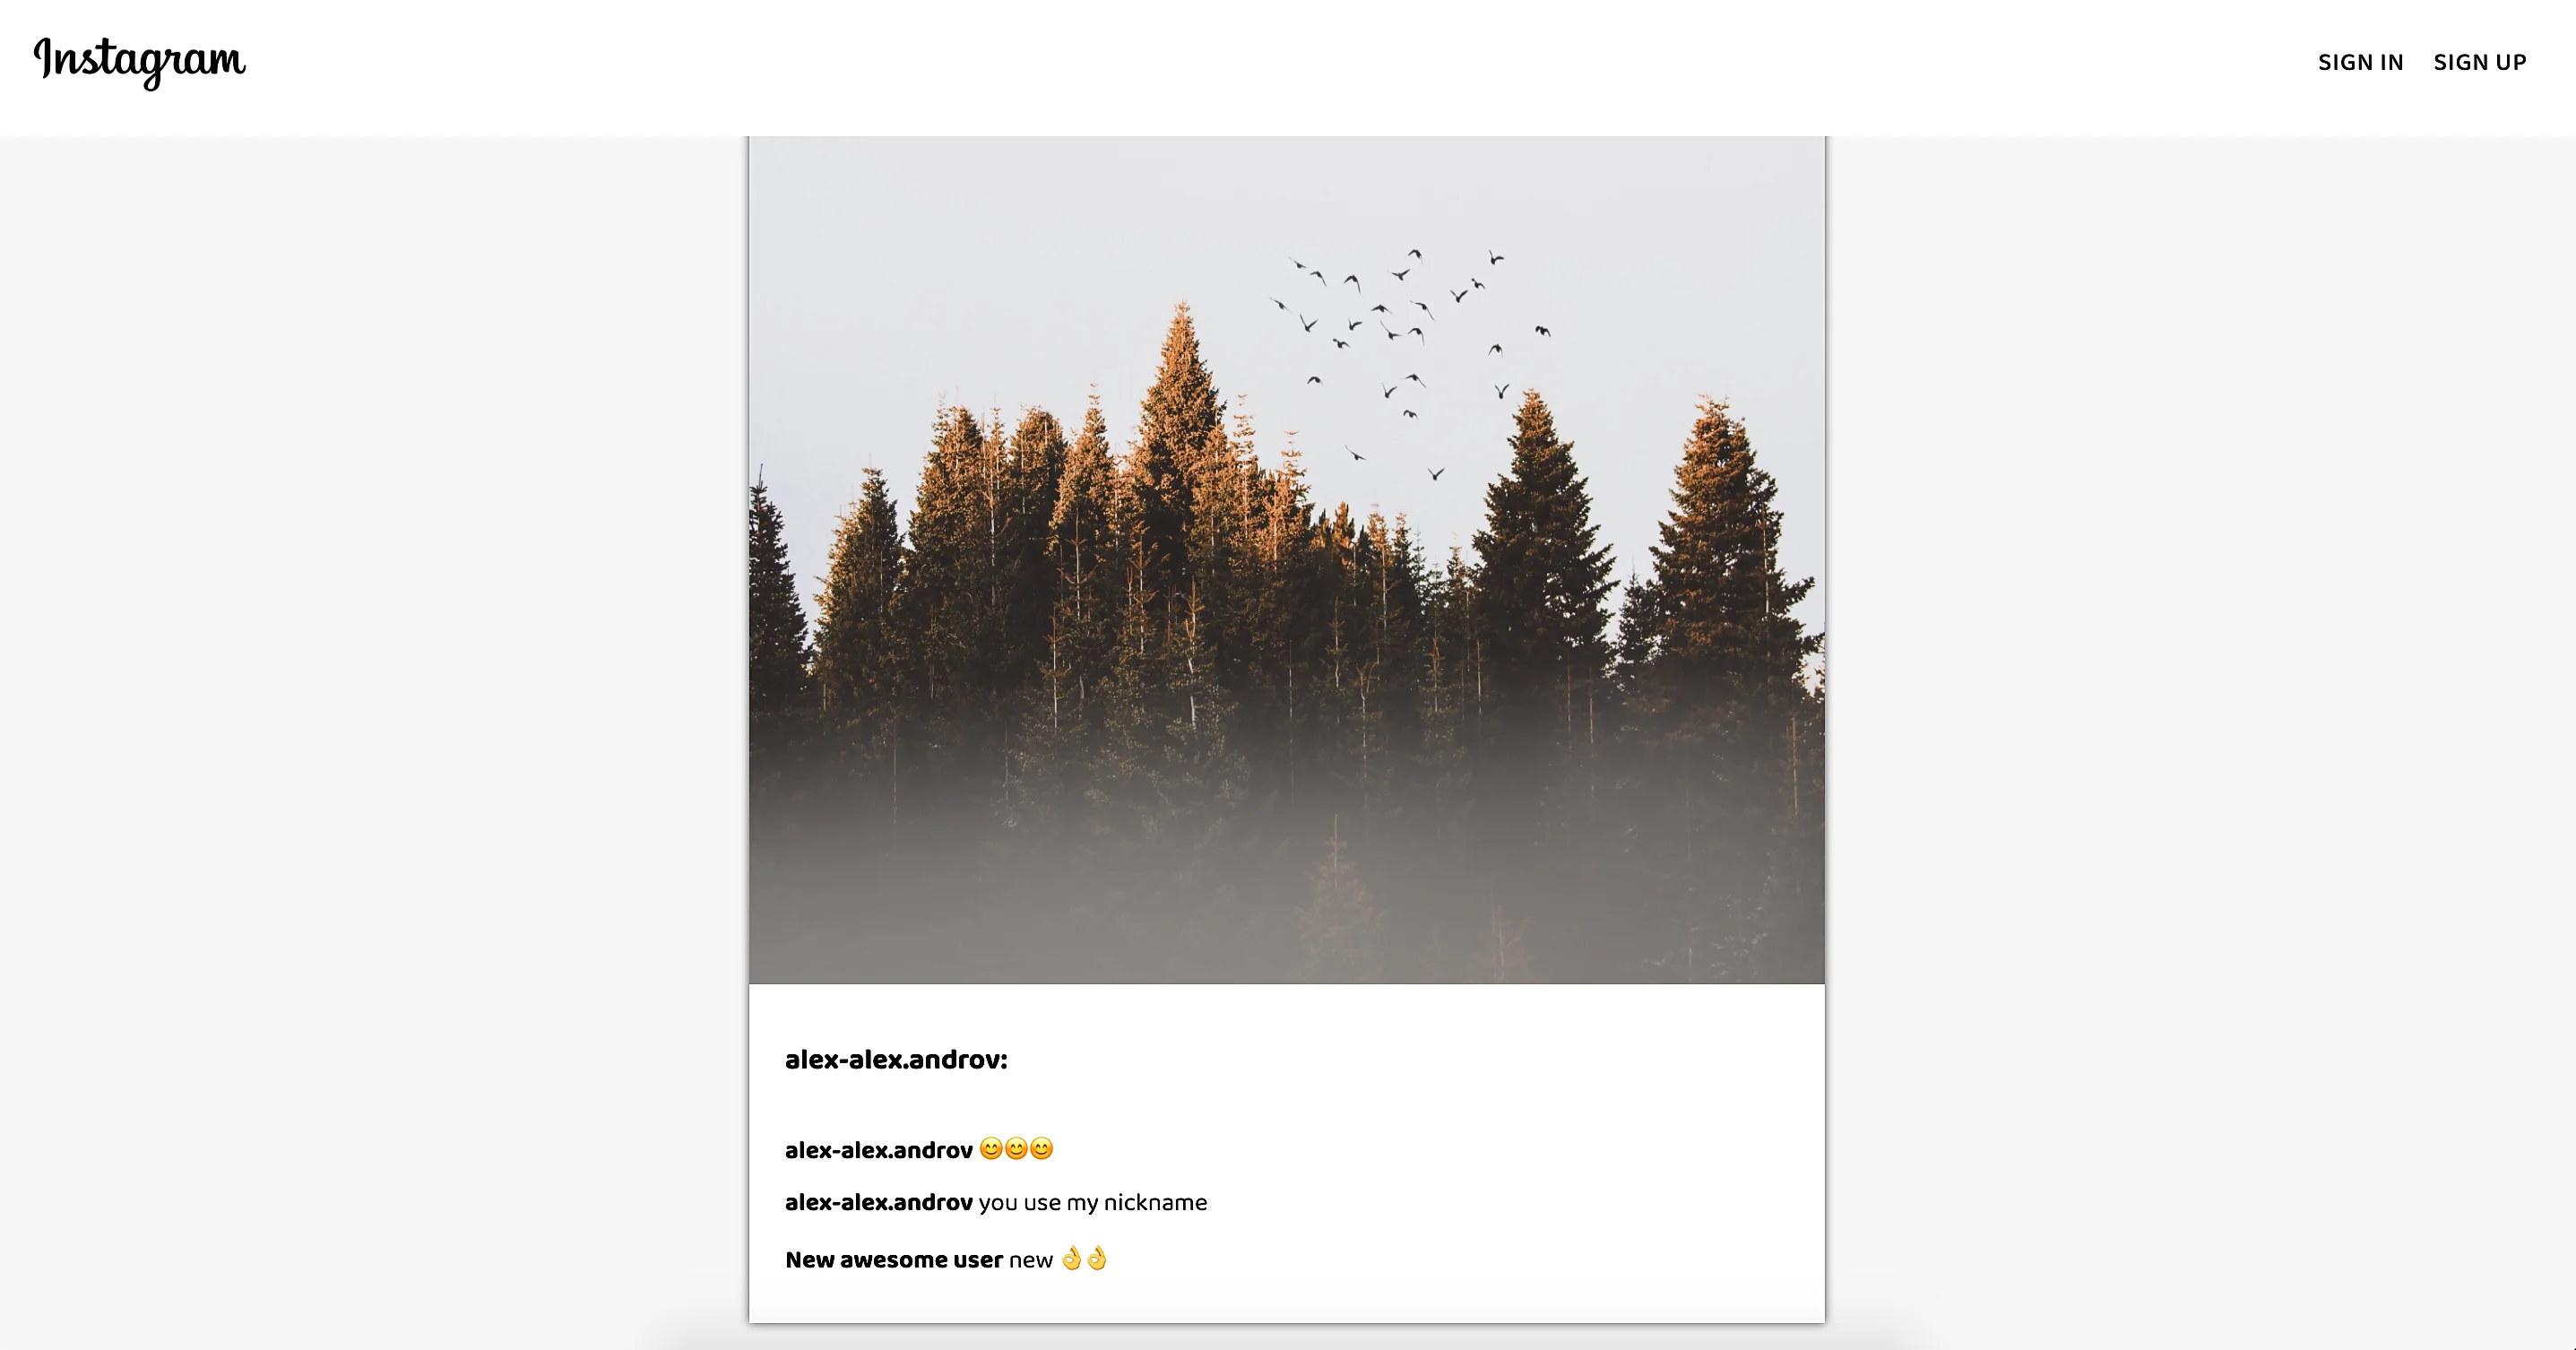 Instagram
SIGN IN SIGN UP
alex-alex.androv:
alex-alex.androv 😊😊😊
alex-alex.androv you use my nickname
New awesome user new 👌👌